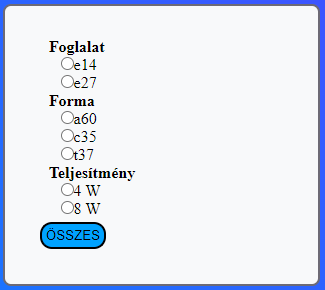 Foglalat
e14
e27
Forma
a60
c35
t37
Teljesítmény
4 W
8 W
ÖSSZES